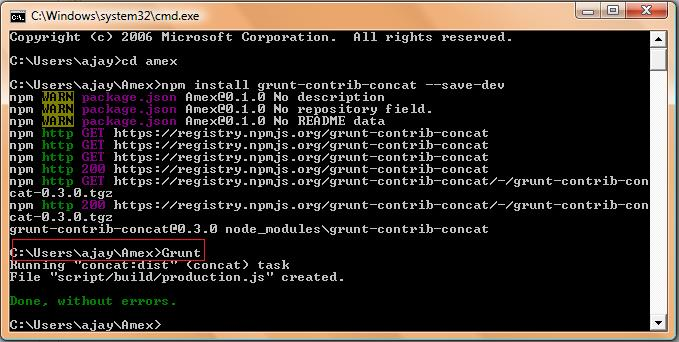 C:\Windows\system32\cmd.exe
Copyright (c) 2006 Microsoft Corporation.  All rights reserved.
C:\Users\ajay>cd amex
C:\Users\ajay\Amex>npm install grunt-contrib-concat --save-dev
npm WARN package.json Amex@0.1.0 No description
npm WARN package.json Amex@0.1.0 No repository field.
npm WARN package.json Amex@0.1.0 No README data
npm http GET https://registry.npmjs.org/grunt-contrib-concat
npm http GET https://registry.npmjs.org/grunt-contrib-concat
npm http GET https://registry.npmjs.org/grunt-contrib-concat
npm http 200 https://registry.npmjs.org/grunt-contrib-concat
npm http GET https://registry.npmjs.org/grunt-contrib-concat/-/grunt-contrib-con
cat-0.3.0.tgz
npm http 200 https://registry.npmjs.org/grunt-contrib-concat/-/grunt-contrib-con
cat-0.3.0.tgz
grunt-contrib-concat@0.3.0 node_modules\grunt-contrib-concat
C:\Users\ajay\Amex>Grunt
Running "concat:dist" (concat) task
File "script/build/production.js" created.
Done, without errors.
C:\Users\ajay\Amex>